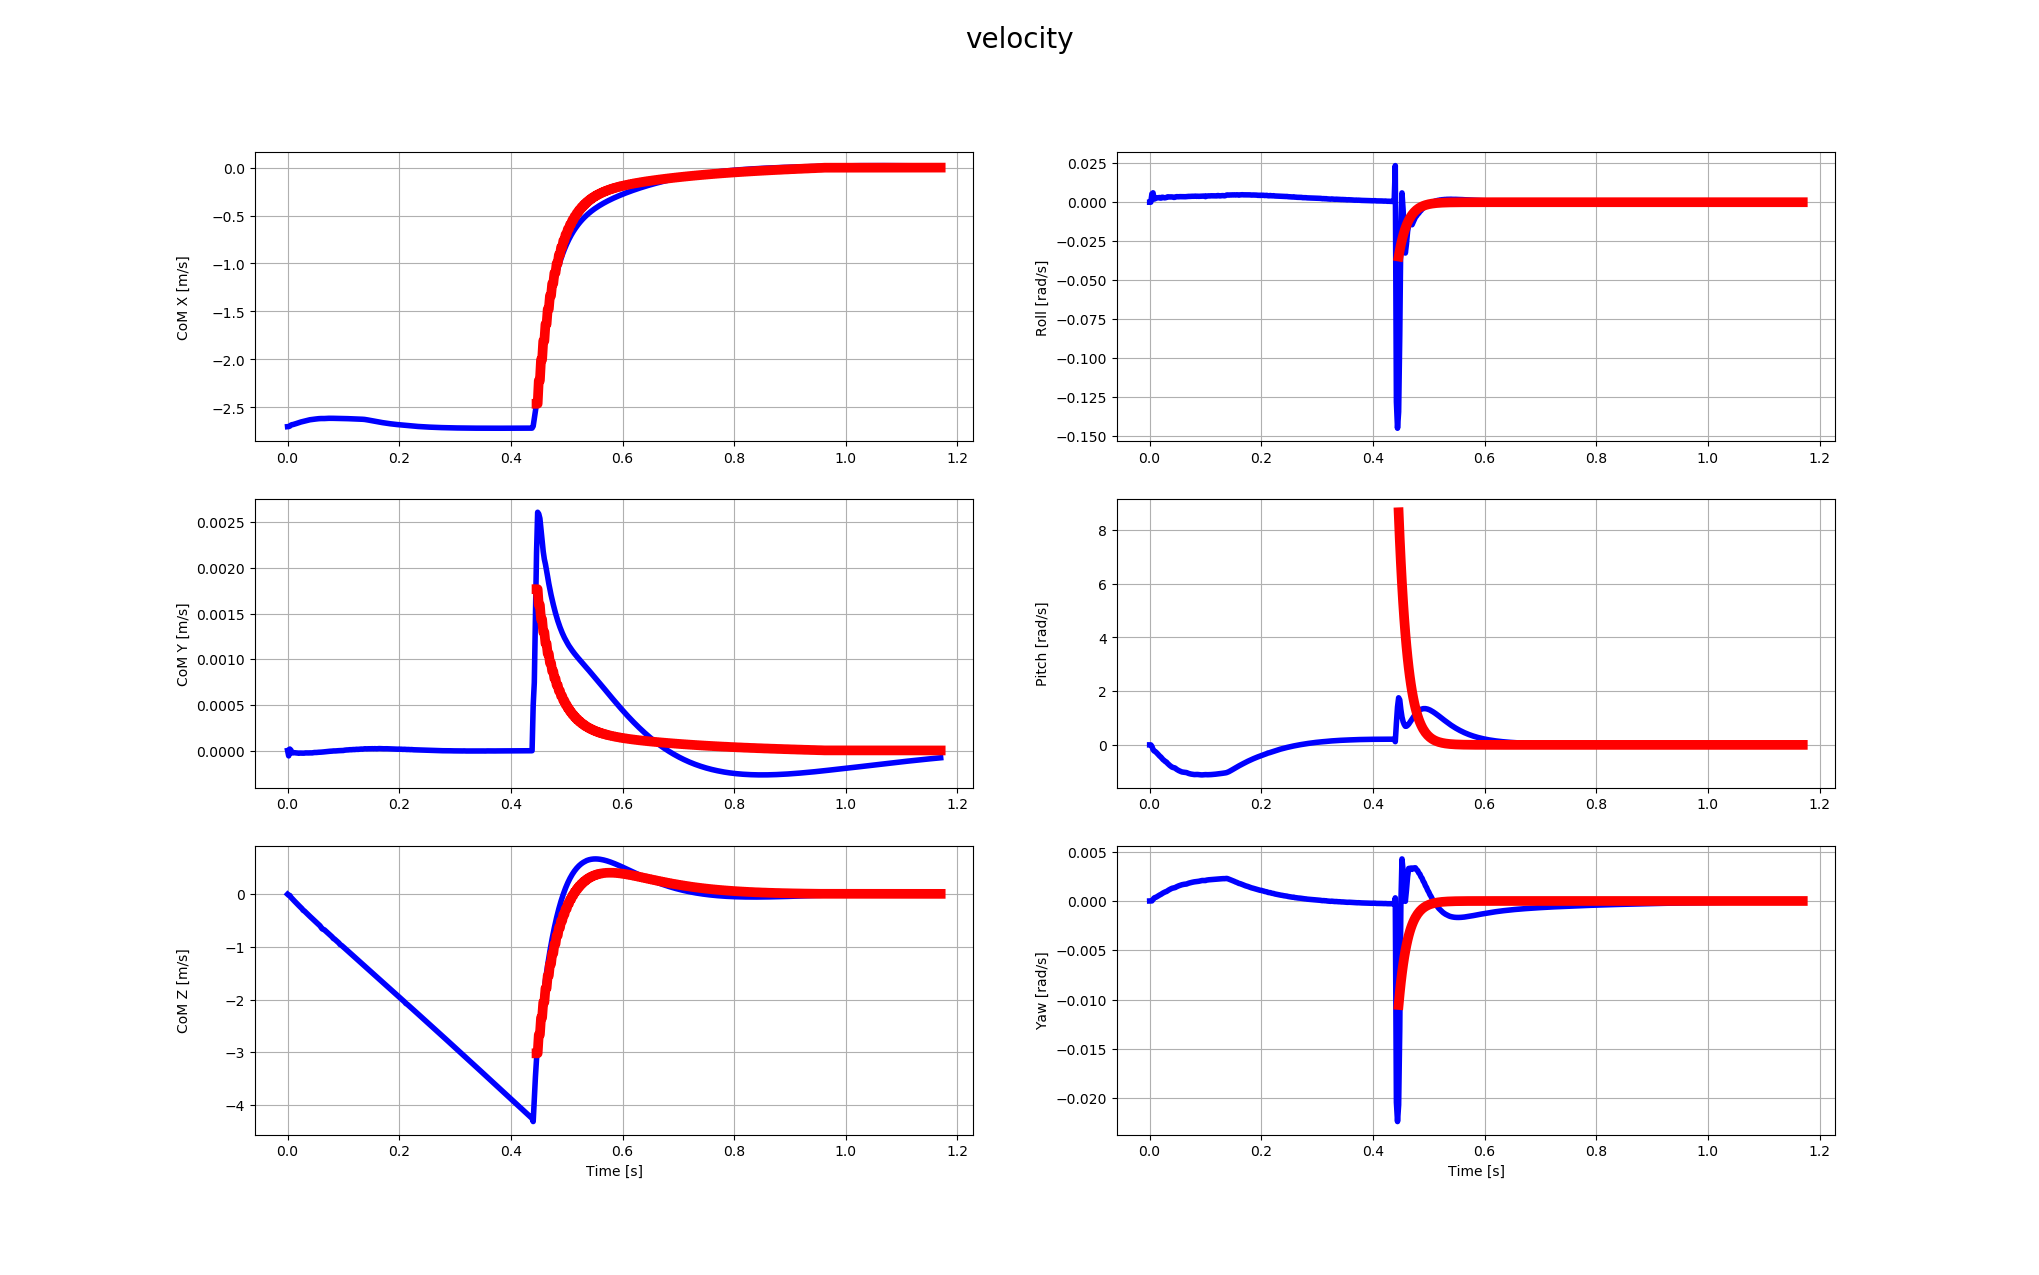 velocity
CoM X [m/s]
0.0
−0.5
−1.0
−1.5
−2.0
−2.5
0.0 0.2 0.4 0.6 0.8 1.0 1.2
Roll [rad/s]
0.025
0.000
−0.025
−0.050
−0.075
−0.100
−0.125
−0.150
0.0 0.2 0.4 0.6 0.8 1.0 1.2
CoM Y [m/s]
0.0025
0.0020
0.0015
0.0010
0.0005
0.0000
0.0 0.2 0.4 0.6 0.8 1.0 1.2
Pitch [rad/s]
8
6
4
2
0
0.0 0.2 0.4 0.6 0.8 1.0 1.2
CoM Z [m/s]
0
−1
−2
−3
−4
0.0 0.2 0.4 0.6 0.8 1.0 1.2
Time [s]
Yaw [rad/s]
0.005
0.000
−0.005
−0.010
−0.015
−0.020
0.0 0.2 0.4 0.6 0.8 1.0 1.2
Time [s]